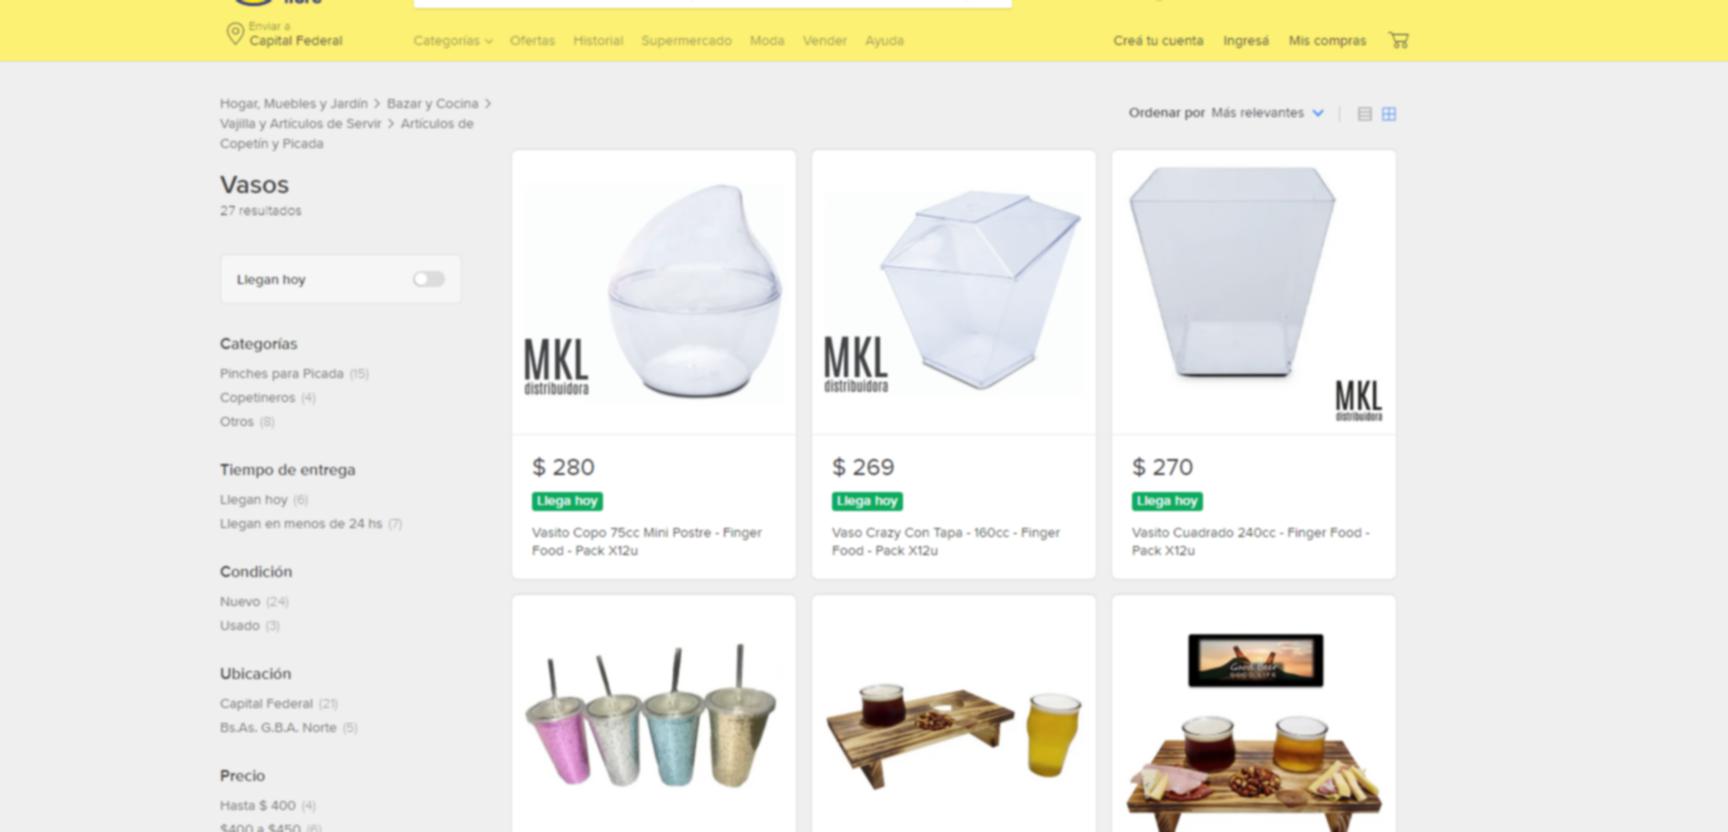 Enviar a
Capital Federal
Categorías
Ofertas
Historial
Supermercado
Moda
Vender
Ayuda
Creá tu cuenta
Ingresá
Mis compras
Hogar, Muebles y Jardín > Bazar y Cocina >
Vajilla y Artículos de Servir > Artículos de
Copetín y Picada
Ordenar por Más relevantes
Vasos
27 resultados
Llegan hoy
Categorías
Pinches para Picada (15)
Copetineros (4)
Otros (8)
Tiempo de entrega
Llegan hoy (6)
Llegan en menos de 24 hs (7)
Condición
Nuevo (24)
Usado (3)
Ubicación
Capital Federal (21)
Bs.As. G.B.A. Norte (5)
Precio
Hasta $ 400 (4)
$400 a $450 (6)
MKL
distribuidora
$ 280
Llega hoy
Vasito Copo 75cc Mini Postre - Finger
Food - Pack X12u
MKL
distribuidora
$ 269
Llega hoy
Vaso Crazy Con Tapa - 160cc - Finger
Food - Pack X12u
MKL
distribuidora
$ 270
Llega hoy
Vasito Cuadrado 240cc - Finger Food -
Pack X12u
Good Beer